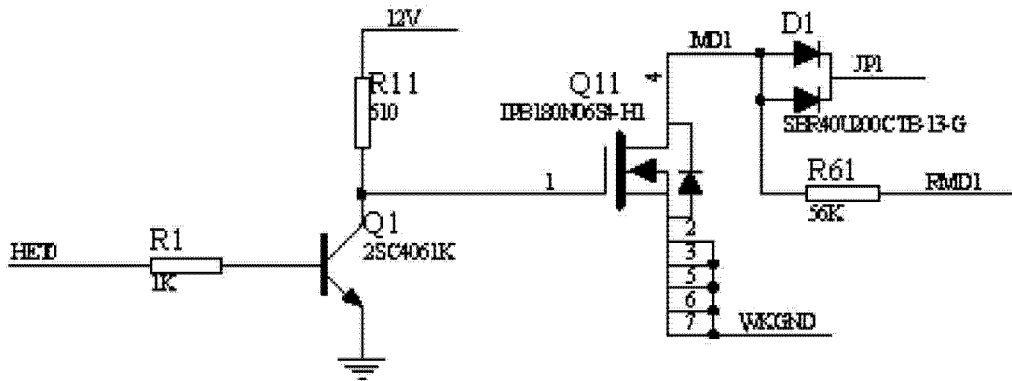 12V
D1
MD1
JP1
R11
510
Q11
IPB180N06S4-H1
4
SBR40U200CTB-13-G
R61
56K
RMD1
1
Q1
2SC4061K
HET0
R1
1K
2
3
5
6
7
WKGND